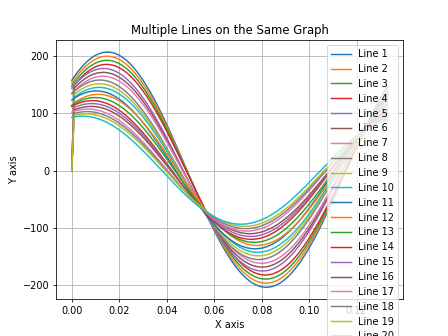 Multiple Lines on the Same Graph
200
100
0
−100
−200
Y axis
0.00
0.02
0.04
0.06
0.08
0.10
X axis
Line 1
Line 2
Line 3
Line 4
Line 5
Line 6
Line 7
Line 8
Line 9
Line 10
Line 11
Line 12
Line 13
Line 14
Line 15
Line 16
Line 17
Line 18
Line 19
Line 20